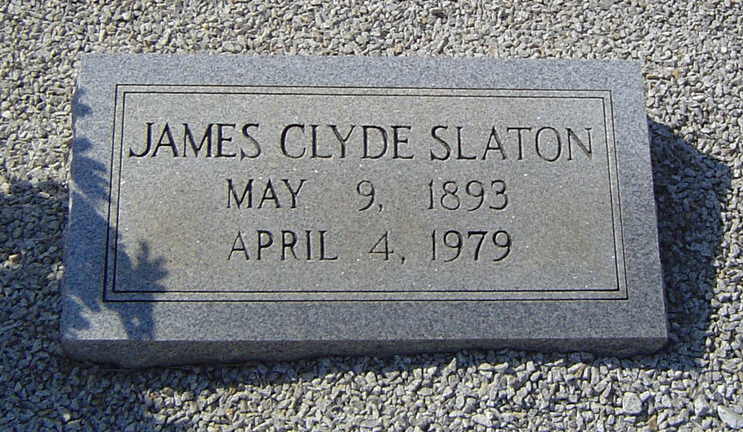 JAMES CLYDE SLATON
MAY 9, 1893
APRIL 4, 1979